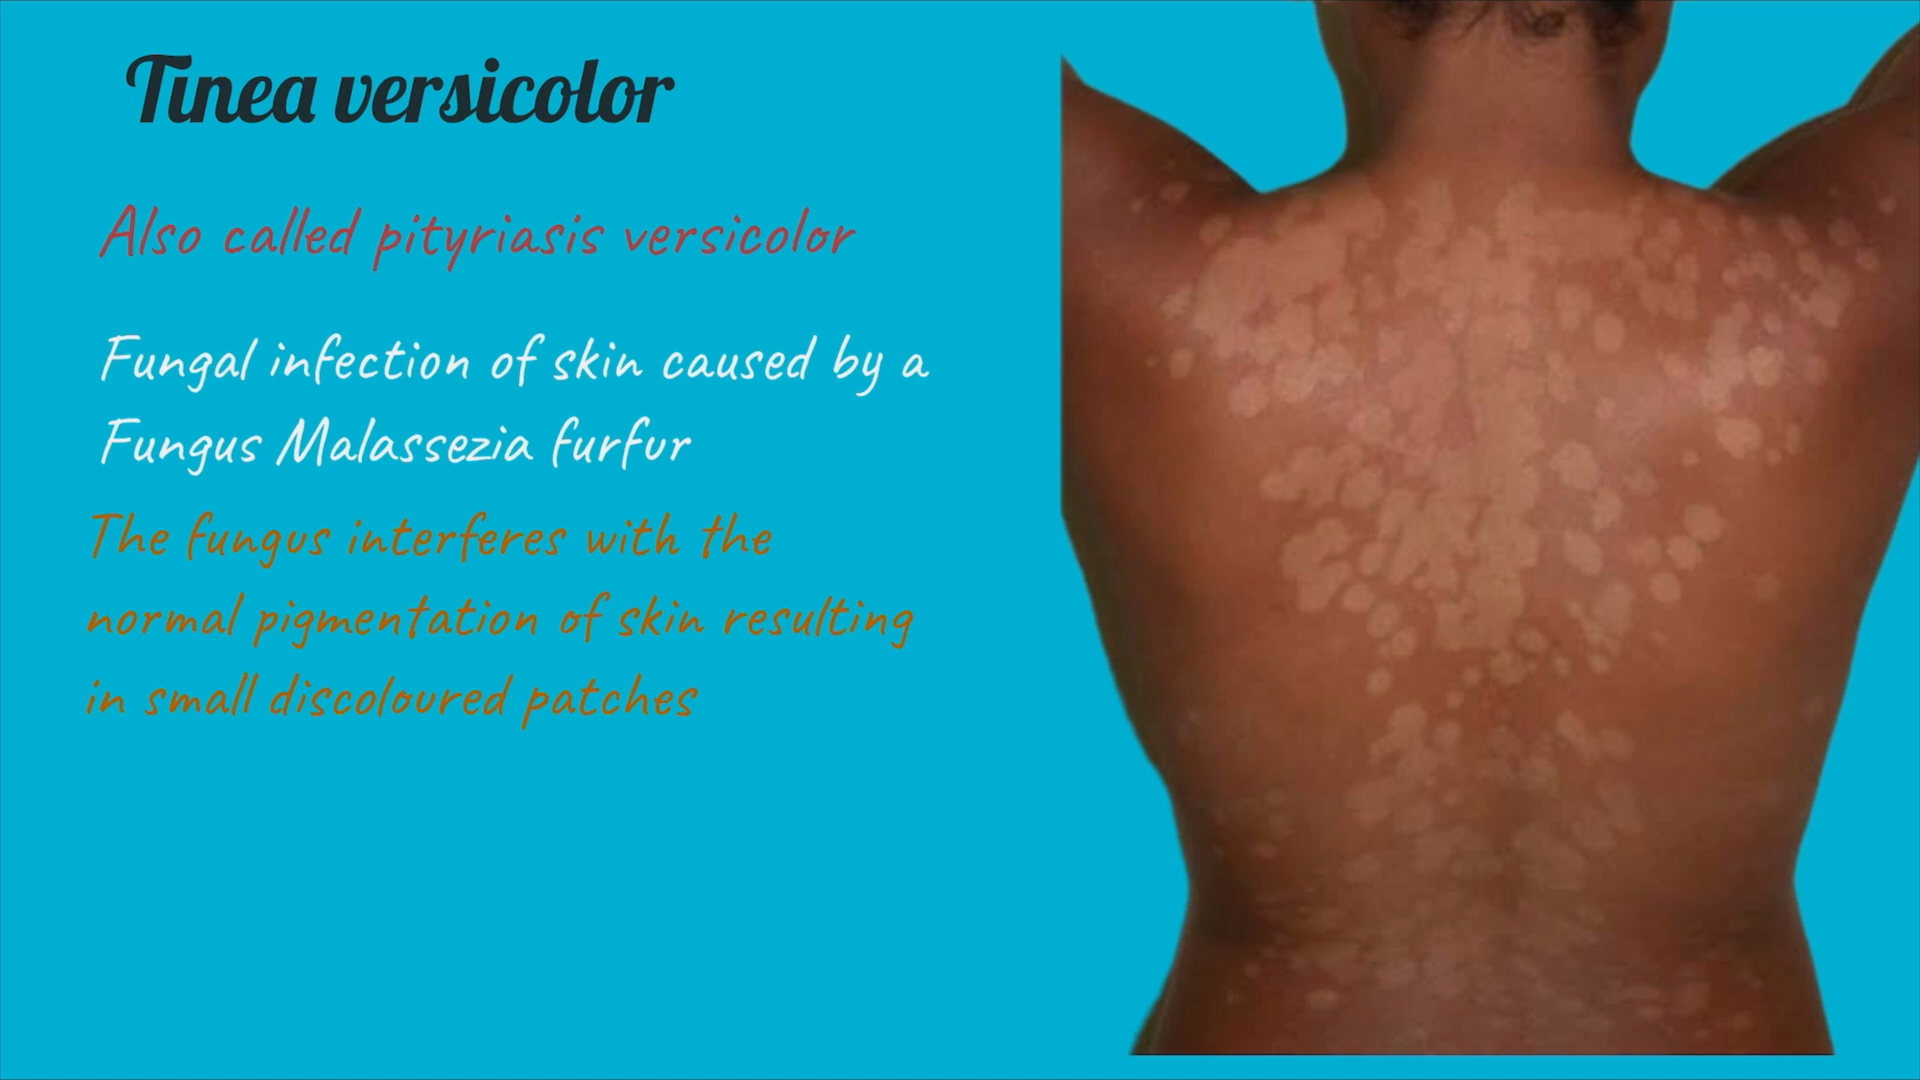 Tinea versicolor
Also called pityriasis versicolor
Fungal infection of skin caused by a
Fungus Malassezia furfur
The fungus interferes with the
normal pigmentation of skin resulting
in small discoloured patches